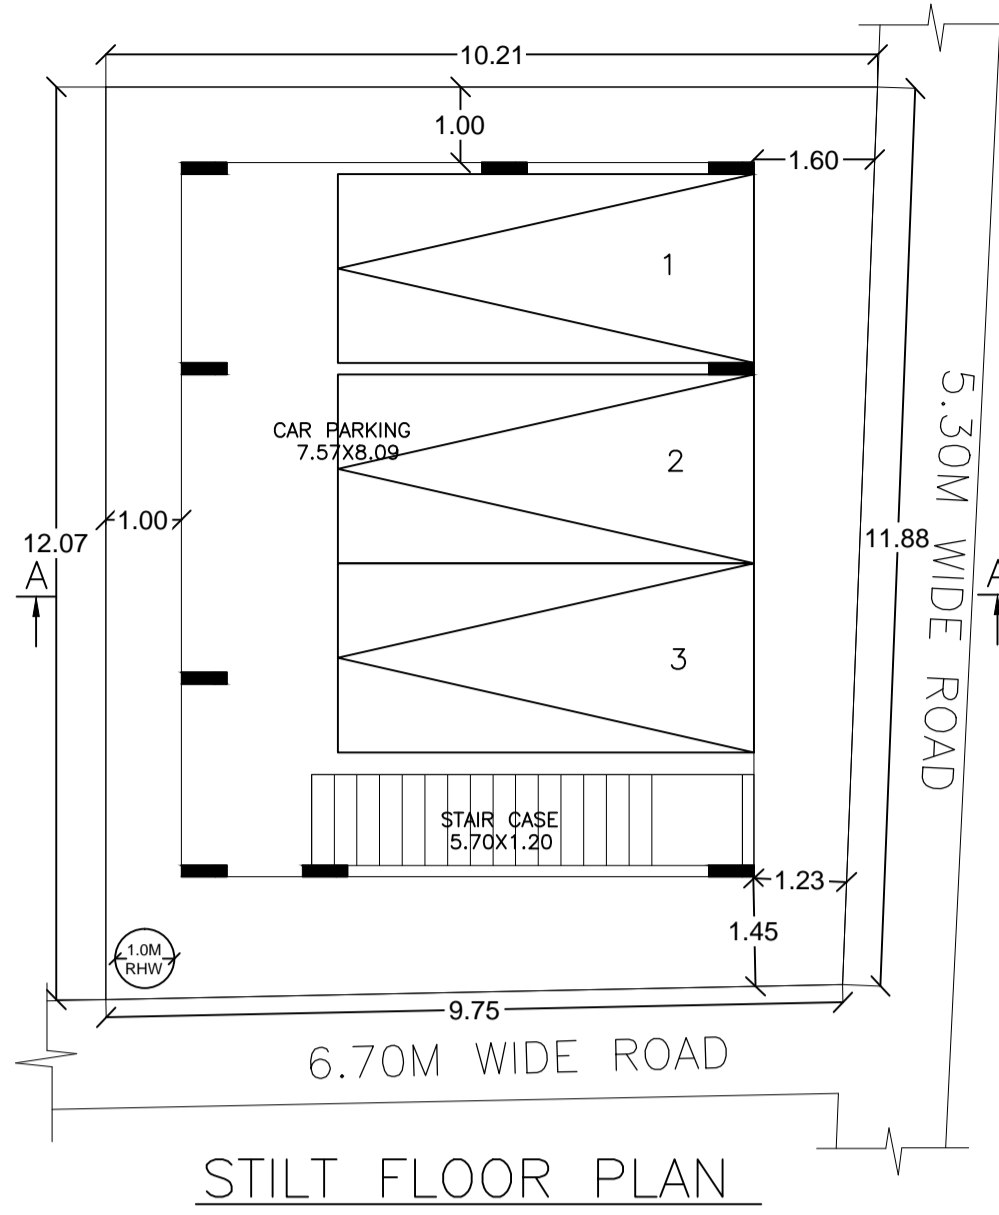 10.21
1.00
1.60
1
CAR PARKING
7.57X8.09
2
5.30M WIDE ROAD
1.00
12.07
11.88
A
A
3
STAIR CASE
5.70X1.20
1.23
1.45
1.0M
RHW
9.75
6.70M WIDE ROAD
STILT FLOOR PLAN